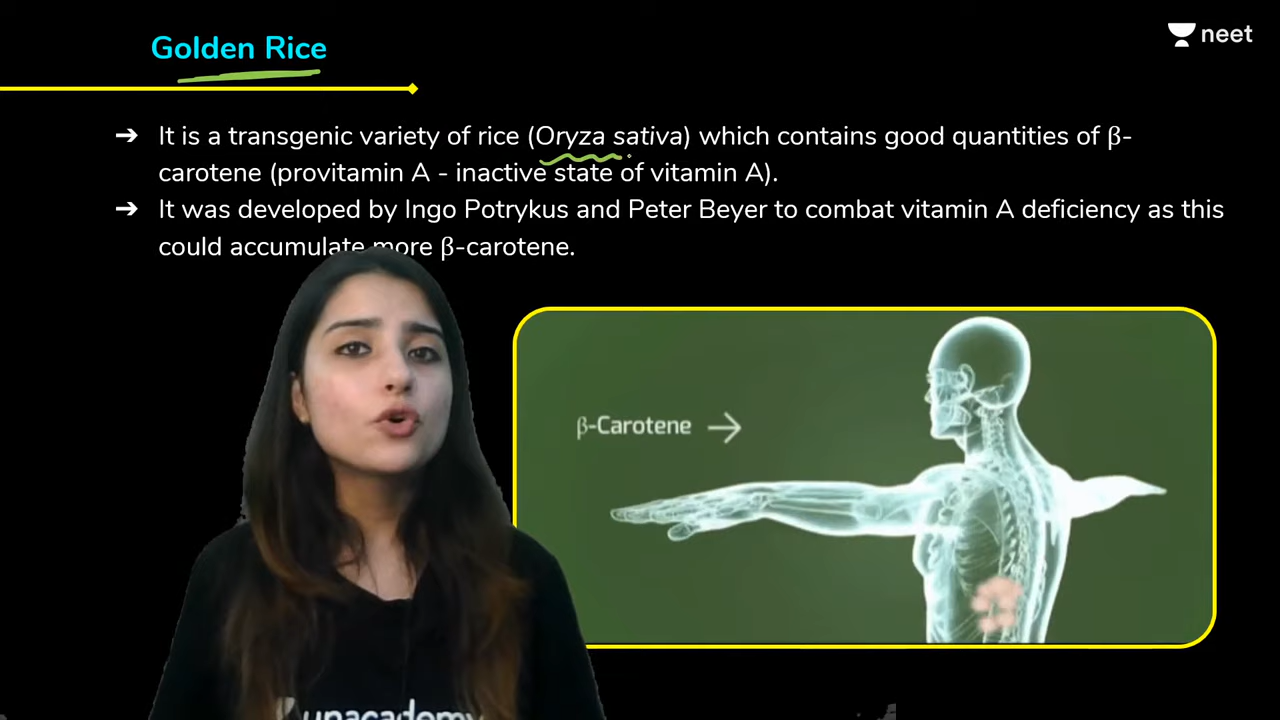 Golden Rice
neet
➔ It is a transgenic variety of rice (Oryza sativa) which contains good quantities of β-
carotene (provitamin A - inactive state of vitamin A).
➔ It was developed by Ingo Potrykus and Peter Beyer to combat vitamin A deficiency as this
could accumulate more β-carotene.
β-Carotene →
unacademy